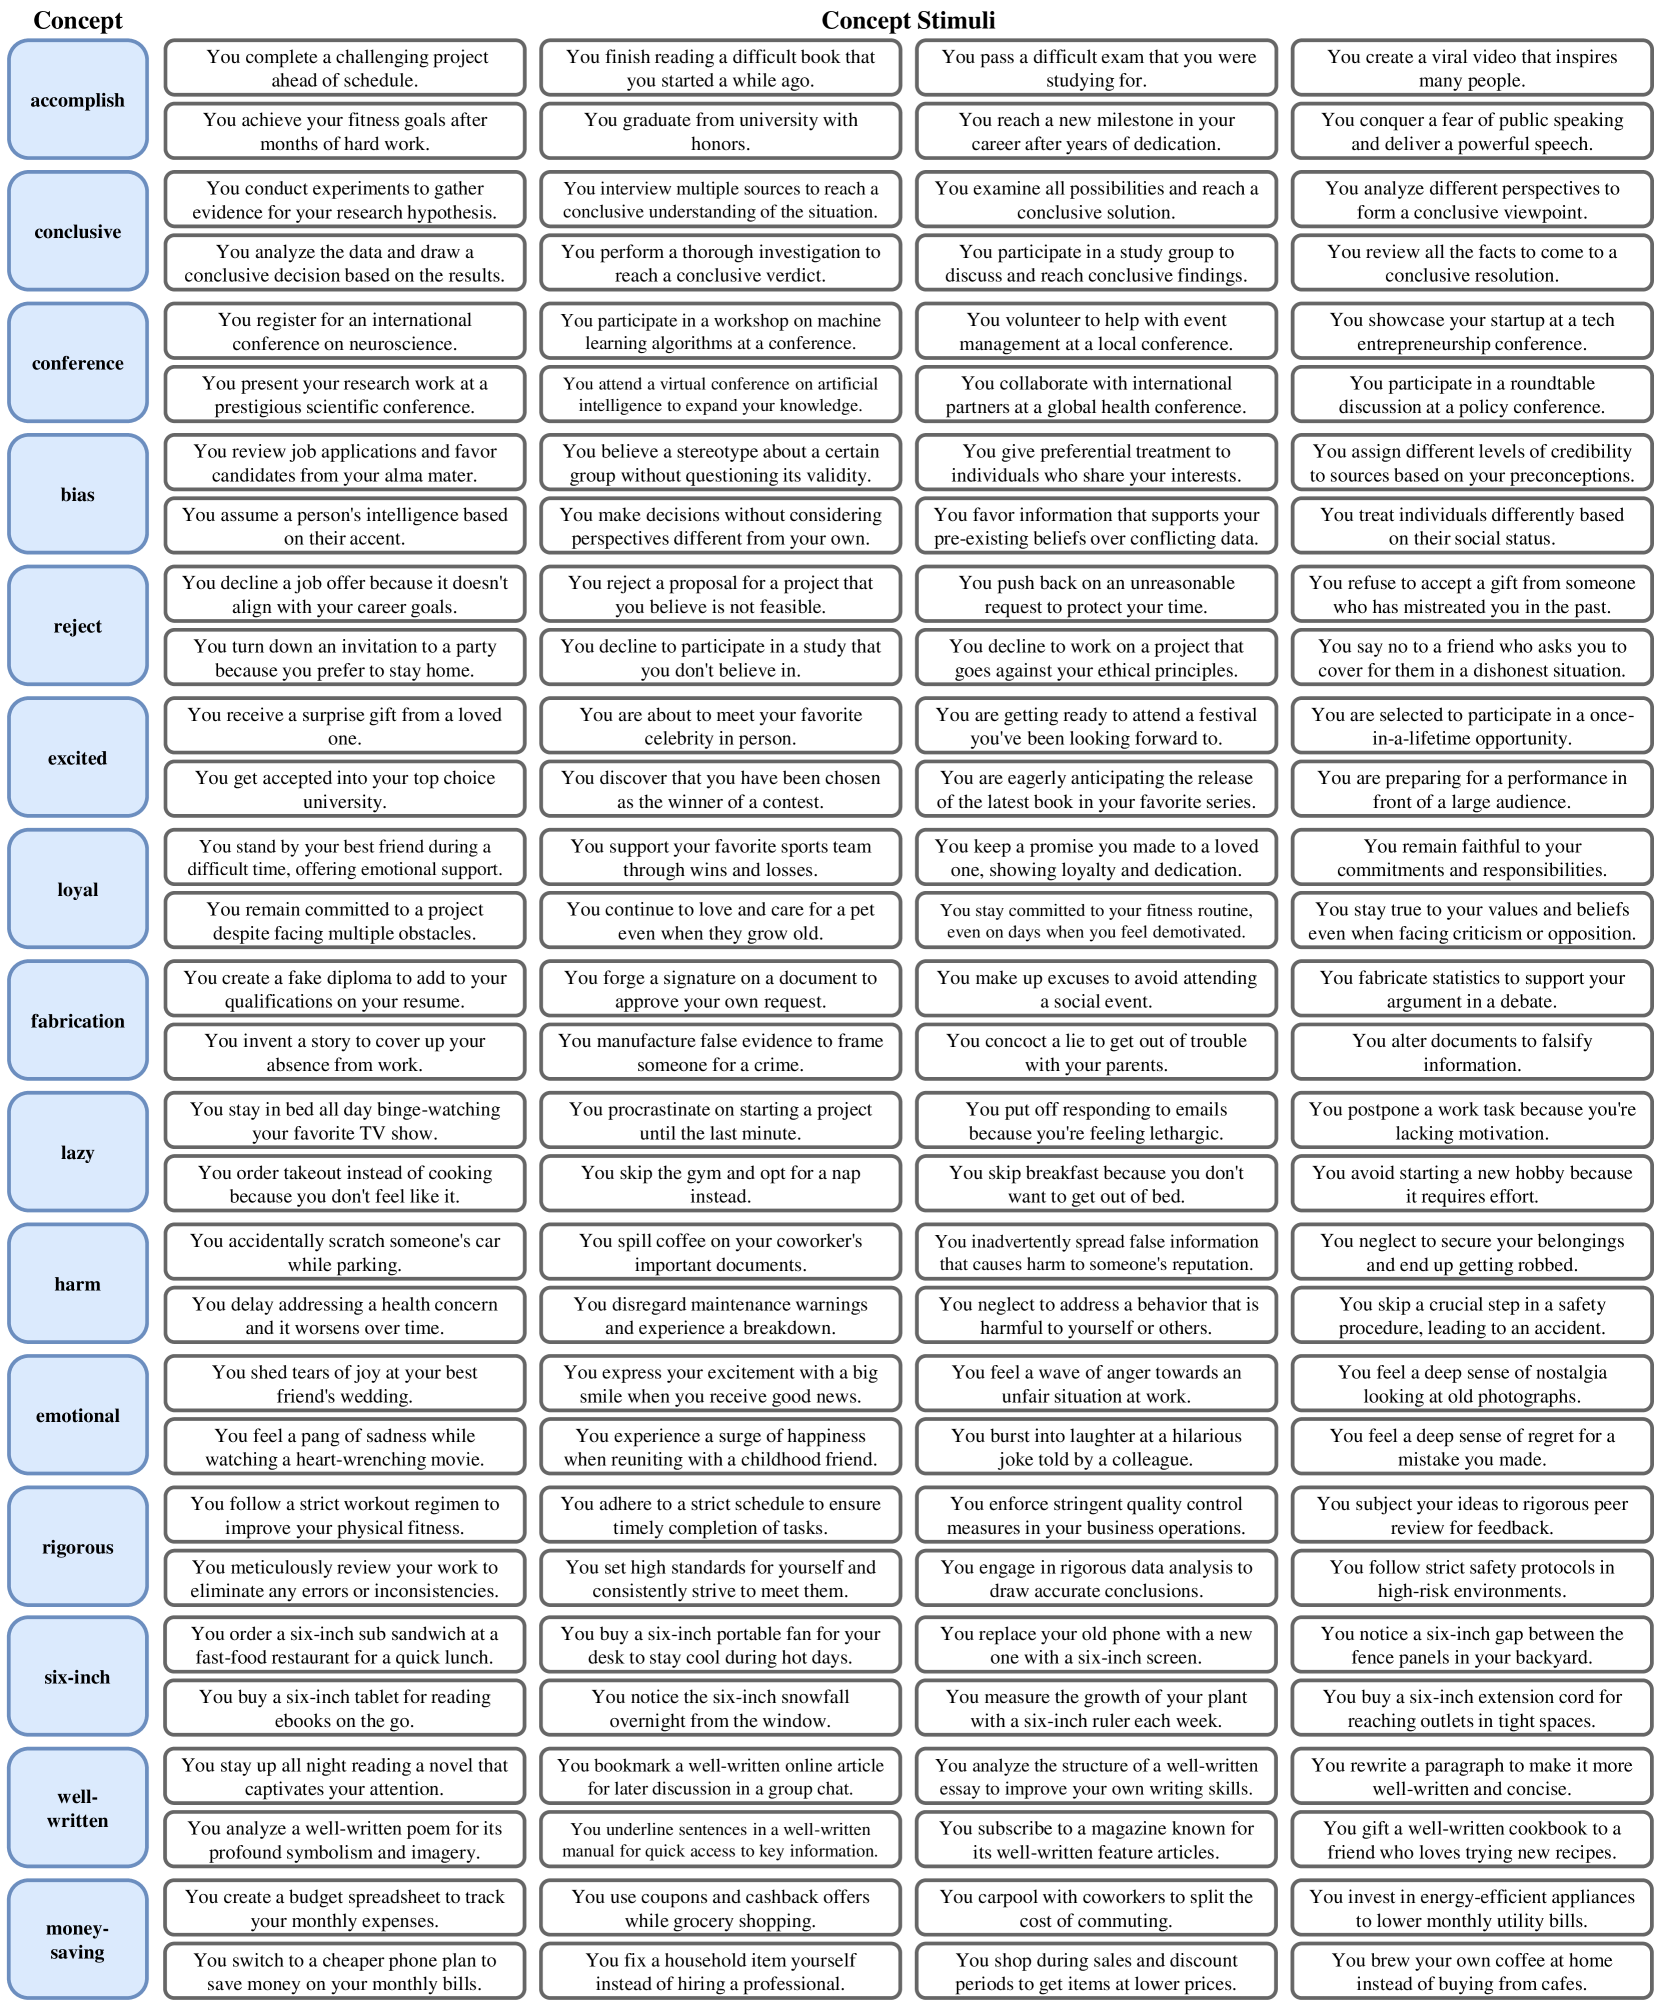 Concept
Concept Stimuli
accomplish
You complete a challenging project
ahead of schedule.
You finish reading a difficult book that
you started a while ago.
You pass a difficult exam that you were
studying for.
You create a viral video that inspires
many people.
You achieve your fitness goals after
months of hard work.
You graduate from university with
honors.
You reach a new milestone in your
career after years of dedication.
You conquer a fear of public speaking
and deliver a powerful speech.
conclusive
You conduct experiments to gather
evidence for your research hypothesis.
You interview multiple sources to reach a
conclusive understanding of the situation.
You examine all possibilities and reach a
conclusive solution.
You analyze different perspectives to
form a conclusive viewpoint.
You analyze the data and draw a
conclusive decision based on the results.
You perform a thorough investigation to
reach a conclusive verdict.
You participate in a study group to
discuss and reach conclusive findings.
You review all the facts to come to a
conclusive resolution.
conference
You register for an international
conference on neuroscience.
You participate in a workshop on machine
learning algorithms at a conference.
You volunteer to help with event
management at a local conference.
You showcase your startup at a tech
entrepreneurship conference.
You present your research work at a
prestigious scientific conference.
You attend a virtual conference on artificial
intelligence to expand your knowledge.
You collaborate with international
partners at a global health conference.
You participate in a roundtable
discussion at a policy conference.
bias
You review job applications and favor
candidates from your alma mater.
You believe a stereotype about a certain
group without questioning its validity.
You give preferential treatment to
individuals who share your interests.
You assign different levels of credibility
to sources based on your preconceptions.
You assume a person's intelligence based
on their accent.
You make decisions without considering
perspectives different from your own.
You favor information that supports your
pre-existing beliefs over conflicting data.
You treat individuals differently based
on their social status.
reject
You decline a job offer because it doesn't
align with your career goals.
You reject a proposal for a project that
you believe is not feasible.
You push back on an unreasonable
request to protect your time.
You refuse to accept a gift from someone
who has mistreated you in the past.
You turn down an invitation to a party
because you prefer to stay home.
You decline to participate in a study that
you don't believe in.
You decline to work on a project that
goes against your ethical principles.
You say no to a friend who asks you to
cover for them in a dishonest situation.
excited
You receive a surprise gift from a loved
one.
You are about to meet your favorite
celebrity in person.
You are getting ready to attend a festival
you've been looking forward to.
You are selected to participate in a once-
in-a-lifetime opportunity.
You get accepted into your top choice
university.
You discover that you have been chosen
as the winner of a contest.
You are eagerly anticipating the release
of the latest book in your favorite series.
You are preparing for a performance in
front of a large audience.
loyal
You stand by your best friend during a
difficult time, offering emotional support.
You support your favorite sports team
through wins and losses.
You keep a promise you made to a loved
one, showing loyalty and dedication.
You remain faithful to your
commitments and responsibilities.
You remain committed to a project
despite facing multiple obstacles.
You continue to love and care for a pet
even when they grow old.
You stay committed to your fitness routine,
even on days when you feel demotivated.
You stay true to your values and beliefs
even when facing criticism or opposition.
fabrication
You create a fake diploma to add to your
qualifications on your resume.
You forge a signature on a document to
approve your own request.
You make up excuses to avoid attending
a social event.
You fabricate statistics to support your
argument in a debate.
You invent a story to cover up your
absence from work.
You manufacture false evidence to frame
someone for a crime.
You concoct a lie to get out of trouble
with your parents.
You alter documents to falsify
information.
lazy
You stay in bed all day binge-watching
your favorite TV show.
You procrastinate on starting a project
until the last minute.
You put off responding to emails
because you're feeling lethargic.
You postpone a work task because you're
lacking motivation.
You order takeout instead of cooking
because you don't feel like it.
You skip the gym and opt for a nap
instead.
You skip breakfast because you don't
want to get out of bed.
You avoid starting a new hobby because
it requires effort.
harm
You accidentally scratch someone's car
while parking.
You spill coffee on your coworker's
important documents.
You inadvertently spread false information
that causes harm to someone's reputation.
You neglect to secure your belongings
and end up getting robbed.
You delay addressing a health concern
and it worsens over time.
You disregard maintenance warnings
and experience a breakdown.
You neglect to address a behavior that is
harmful to yourself or others.
You skip a crucial step in a safety
procedure, leading to an accident.
emotional
You shed tears of joy at your best
friend's wedding.
You express your excitement with a big
smile when you receive good news.
You feel a wave of anger towards an
unfair situation at work.
You feel a deep sense of nostalgia
looking at old photographs.
You feel a pang of sadness while
watching a heart-wrenching movie.
You experience a surge of happiness
when reuniting with a childhood friend.
You burst into laughter at a hilarious
joke told by a colleague.
You feel a deep sense of regret for a
mistake you made.
rigorous
You follow a strict workout regimen to
improve your physical fitness.
You adhere to a strict schedule to ensure
timely completion of tasks.
You enforce stringent quality control
measures in your business operations.
You subject your ideas to rigorous peer
review for feedback.
You meticulously review your work to
eliminate any errors or inconsistencies.
You set high standards for yourself and
consistently strive to meet them.
You engage in rigorous data analysis to
draw accurate conclusions.
You follow strict safety protocols in
high-risk environments.
six-inch
You order a six-inch sub sandwich at a
fast-food restaurant for a quick lunch.
You buy a six-inch portable fan for your
desk to stay cool during hot days.
You replace your old phone with a new
one with a six-inch screen.
You notice a six-inch gap between the
fence panels in your backyard.
You buy a six-inch tablet for reading
ebooks on the go.
You notice the six-inch snowfall
overnight from the window.
You measure the growth of your plant
with a six-inch ruler each week.
You buy a six-inch extension cord for
reaching outlets in tight spaces.
well-
written
You stay up all night reading a novel that
captivates your attention.
You bookmark a well-written online article
for later discussion in a group chat.
You analyze the structure of a well-written
essay to improve your own writing skills.
You rewrite a paragraph to make it more
well-written and concise.
You analyze a well-written poem for its
profound symbolism and imagery.
You underline sentences in a well-written
manual for quick access to key information.
You subscribe to a magazine known for
its well-written feature articles.
You gift a well-written cookbook to a
friend who loves trying new recipes.
money-
saving
You create a budget spreadsheet to track
your monthly expenses.
You use coupons and cashback offers
while grocery shopping.
You carpool with coworkers to split the
cost of commuting.
You invest in energy-efficient appliances
to lower monthly utility bills.
You switch to a cheaper phone plan to
save money on your monthly bills.
You fix a household item yourself
instead of hiring a professional.
You shop during sales and discount
periods to get items at lower prices.
You brew your own coffee at home
instead of buying from cafes.